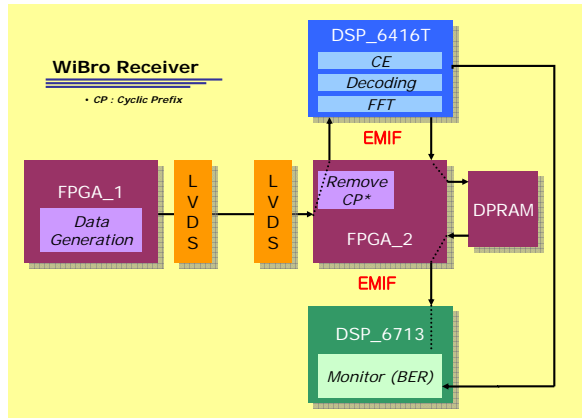 WiBro Receiver
• CP : Cyclic Prefix
DSP_6416T
CE
Decoding
FFT
EMIF
FPGA_1
Data
Generation
L
V
D
S
L
V
D
S
Remove
CP*
FPGA_2
DPRAM
EMIF
DSP_6713
Monitor (BER)